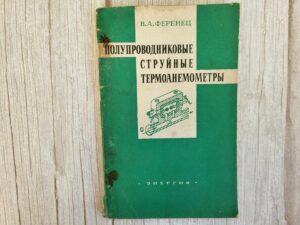 В.А.ФЕРЕНЕЦ
ПОЛУПРОВОДНИКОВЫЕ
СТРУЙНЫЕ
ТЕРМОАНЕМОМЕТРЫ
• ЭНЕРГИЯ •